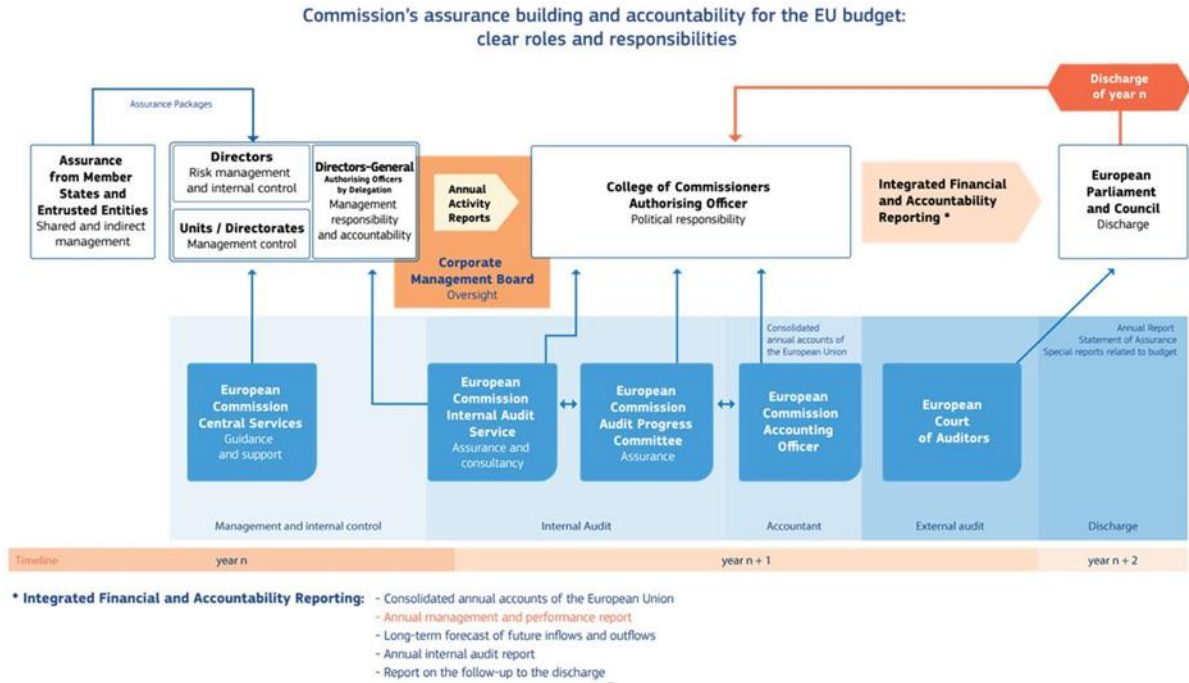 Commission's assurance building and accountability for the EU budget:
clear roles and responsibilities
Discharge
of year n
Assurance Packages
Assurance
from Member
States and
Entrusted Entities
Shared and indirect
management
Directors
Risk management
and internal control
Units / Directorates
Management control
Directors-General
Authorising Officers
by Delegation
Management
responsibility
and accountability
Annual
Activity
Reports
Corporate
Management Board
Oversight
College of Commissioners
Authorising Officer
Political responsibility
Integrated Financial
and Accountability
Reporting *
European
Parliament
and Council
Discharge
Consolidated
annual accounts of
the European Union
Annual Report
Statement of Assurance
Special reports related to budget
European
Commission
Central Services
Guidance
and support
European
Commission
Internal Audit
Service
Assurance and
consultancy
European
Commission
Audit Progress
Committee
Assurance
European
Commission
Accounting
Officer
European
Court
of Auditors
Management and internal control
Internal Audit
Accountant
External audit
Discharge
Timeline
year n
year n + 1
year n + 2
* Integrated Financial and Accountability Reporting: - Consolidated annual accounts of the European Union
- Annual management and performance report
- Long-term forecast of future inflows and outflows
- Annual internal audit report
- Report on the follow-up to the discharge